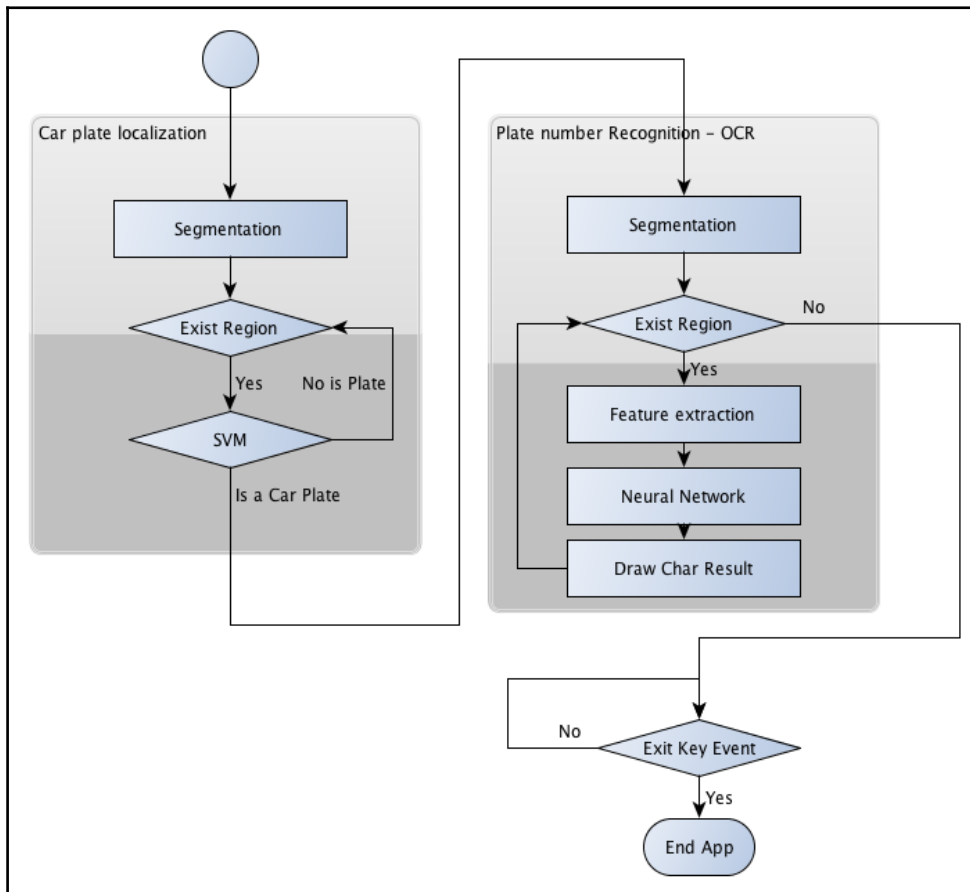 Car plate localization
Segmentation
Exist Region
Yes
No is Plate
SVM
Is a Car Plate
Plate number Recognition - OCR
Segmentation
Exist Region
No
Yes
Feature extraction
Neural Network
Draw Char Result
No
Exit Key Event
Yes
End App